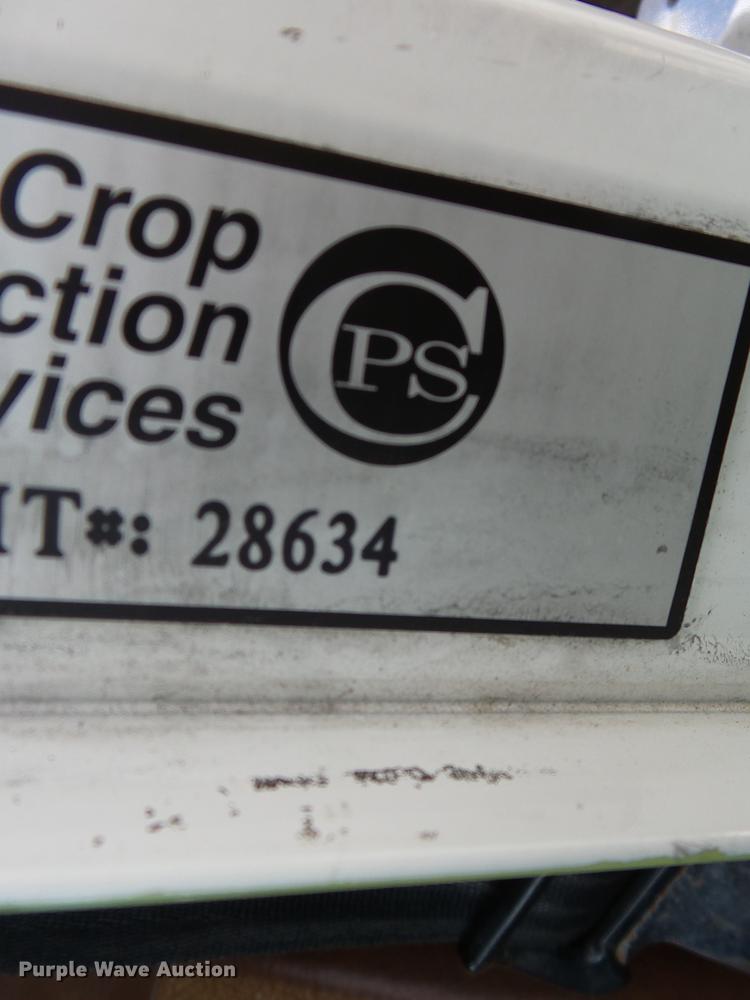 Crop
ction
vices
CPS
IT#: 28634
Purple Wave Auction